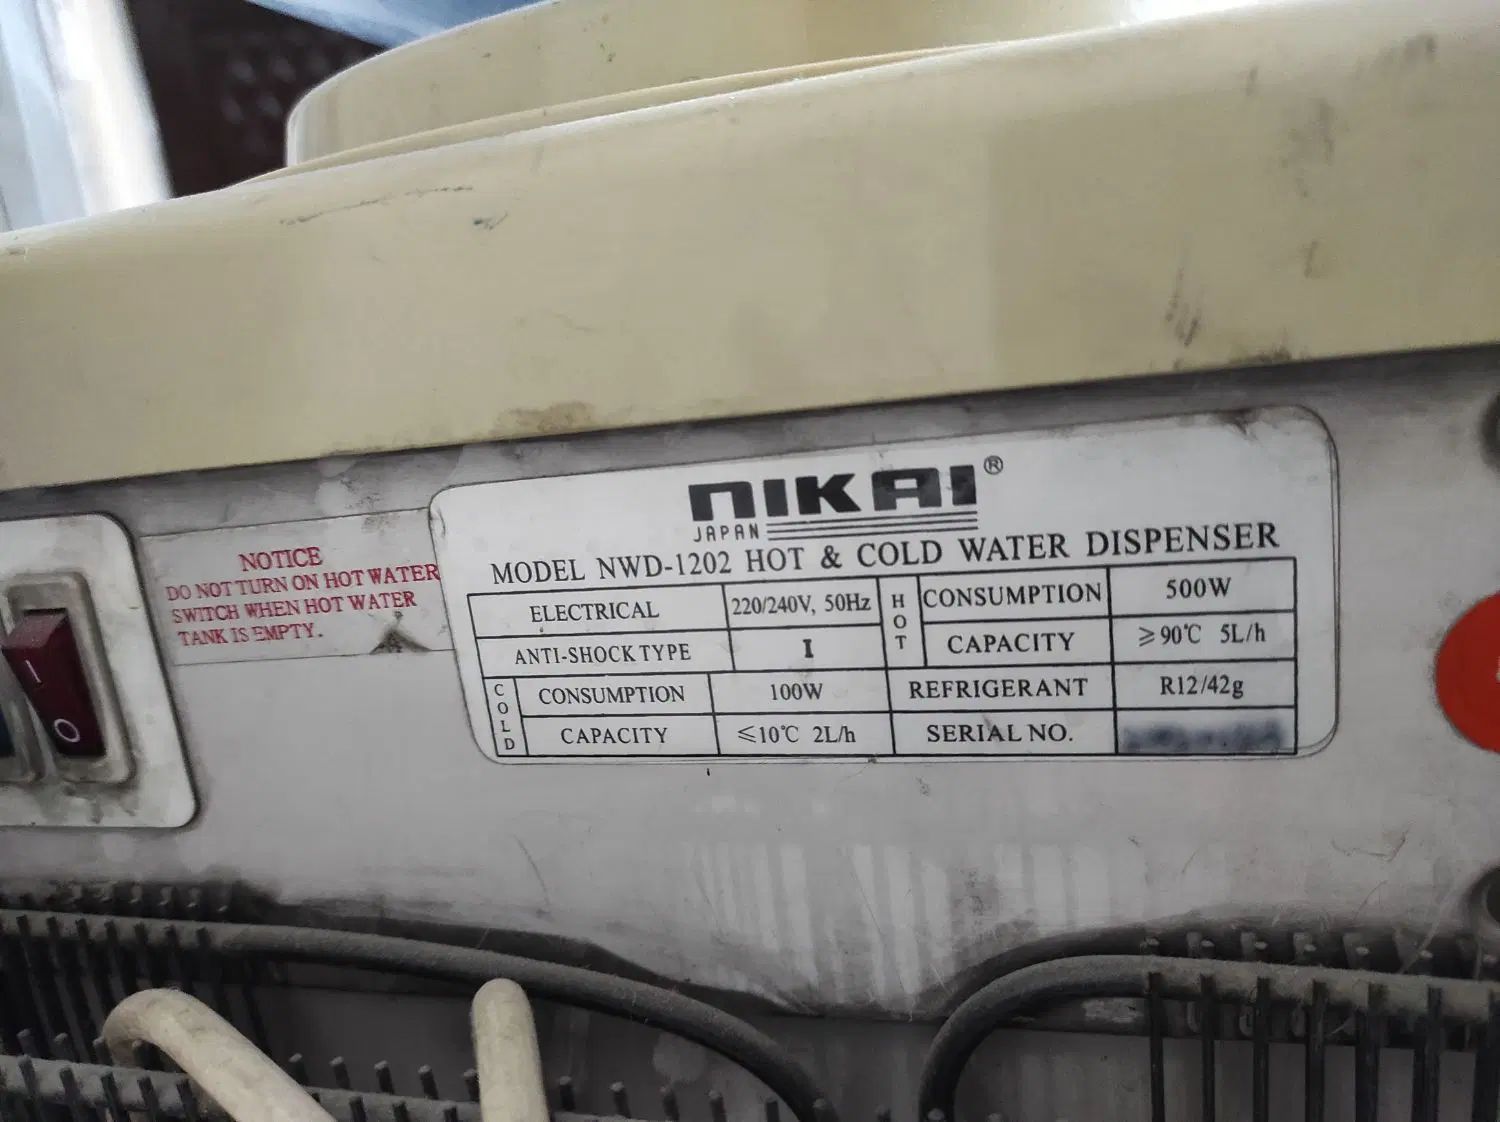 NOTICE
DO NOT TURN ON HOT WATER
SWITCH WHEN HOT WATER
TANK IS EMPTY.
NIKAI®
JAPAN
MODEL NWD-1202 HOT & COLD WATER DISPENSER
ELECTRICAL 220/240V, 50Hz HOT CONSUMPTION 500W
ANTI-SHOCK TYPE I CAPACITY ≥90℃ 5L/h
COLD CONSUMPTION 100W REFRIGERANT R12/42g
CAPACITY ≤10℃ 2L/h SERIAL NO.